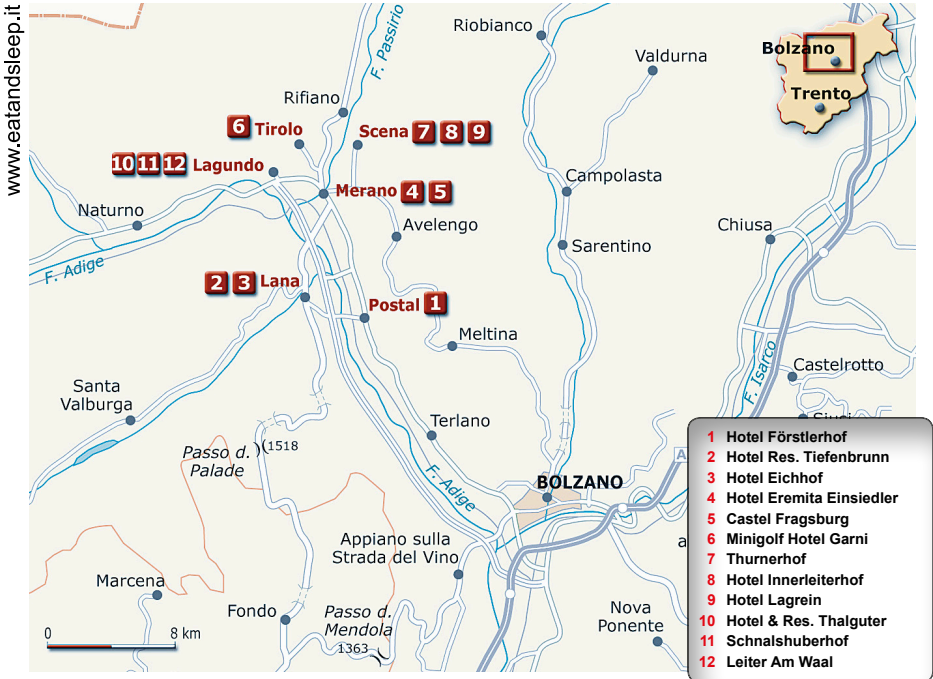 www.eatandsleep.it
Riobianco
F. Passirio
Valdurna
Bolzano
Trento
Rifiano
6 Tirolo
Scena 7 8 9
10 11 12 Lagundo
Merano 4 5
Campolasta
Naturno
Avelengo
Chiusa
Sarentino
F. Adige
2 3 Lana
Postal 1
Meltina
F. Isarco
Castelrotto
Santa
Valburga
Siusi
Terlano
Passo d.
Palade
1518
F. Adige
BOLZANO
A
Appiano sulla
Strada del Vino
a
Marcena
Fondo
Passo d.
Mendola
1363
Nova
Ponente
0 8 km
1 Hotel Förstlerhof
2 Hotel Res. Tiefenbrunn
3 Hotel Eichhof
4 Hotel Eremita Einsiedler
5 Castel Fragsburg
6 Minigolf Hotel Garni
7 Thurnerhof
8 Hotel Innerleiterhof
9 Hotel Lagrein
10 Hotel & Res. Thalguter
11 Schnalshuberhof
12 Leiter Am Waal